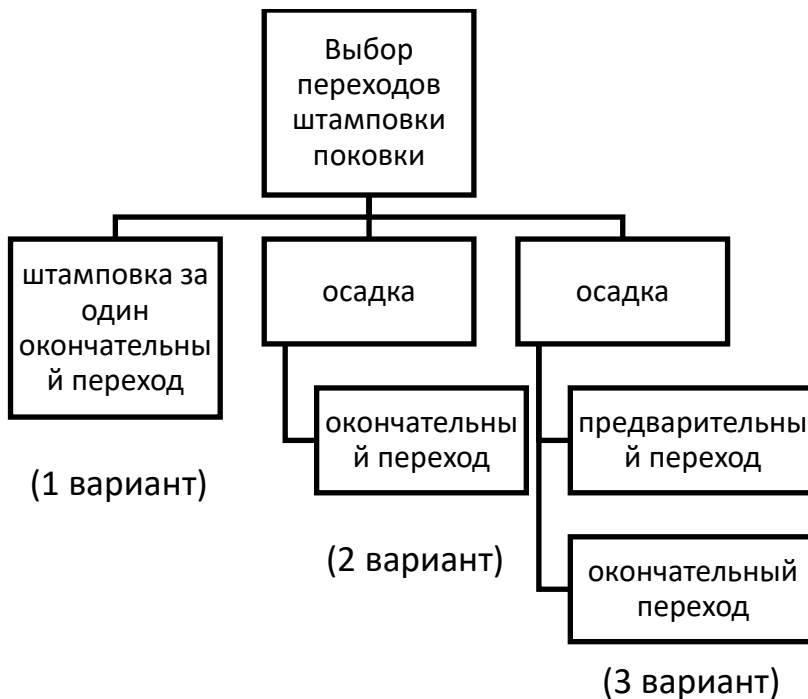 Выбор
переходов
штамповки
поковки
штамповка за
один
окончательны
й переход
(1 вариант)
осадка
окончательны
й переход
(2 вариант)
осадка
предварительны
й переход
окончательный
переход
(3 вариант)